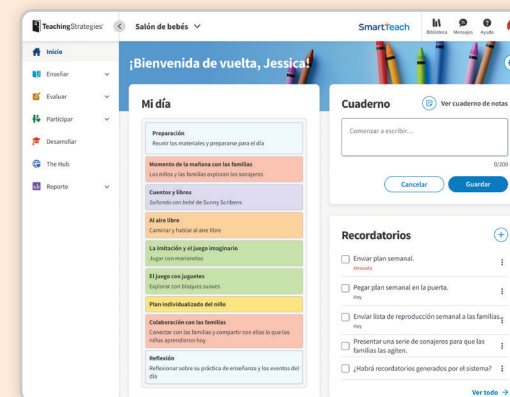 TeachingStrategies
Salón de bebés
SmarTteach
Biblioteca
Mensajes
Ayuda
Inicio
Enseñar
Evaluar
Participar
Desarrollar
The Hub
Reporte
¡Bienvenida de vuelta, Jessica!
Mi día
Preparación
Reunir los materiales y prepararse para el día
Momento de la mañana con las familias
Los niños y las familias exploran los sonajeros
Cuentos y libros
Soñando con bebé de Sunny Scribens
Al aire libre
Caminar y hablar al aire libre
La imitación y el juego imaginario
Jugar con marionetas
El juego con juguetes
Explorar con bloques suaves
Plan individualizado del niño
Colaboración con las familias
Conectar con las familias y compartir con ellas lo que los
niños aprendieron hoy
Reflexión
Reflexionar sobre su práctica de enseñanza y los eventos del
día
Cuaderno
Ver cuaderno de notas
Comenzar a escribir...
0/200
Cancelar
Guardar
Recordatorios
Enviar plan semanal.
Atrasado
Pegar plan semanal en la puerta.
Hoy
Enviar lista de reproducción semanal a las familias.
Hoy
Presentar una serie de sonajeros para que las
familias las agiten.
¿Habrá recordatorios generados por el sistema?
Ver todo